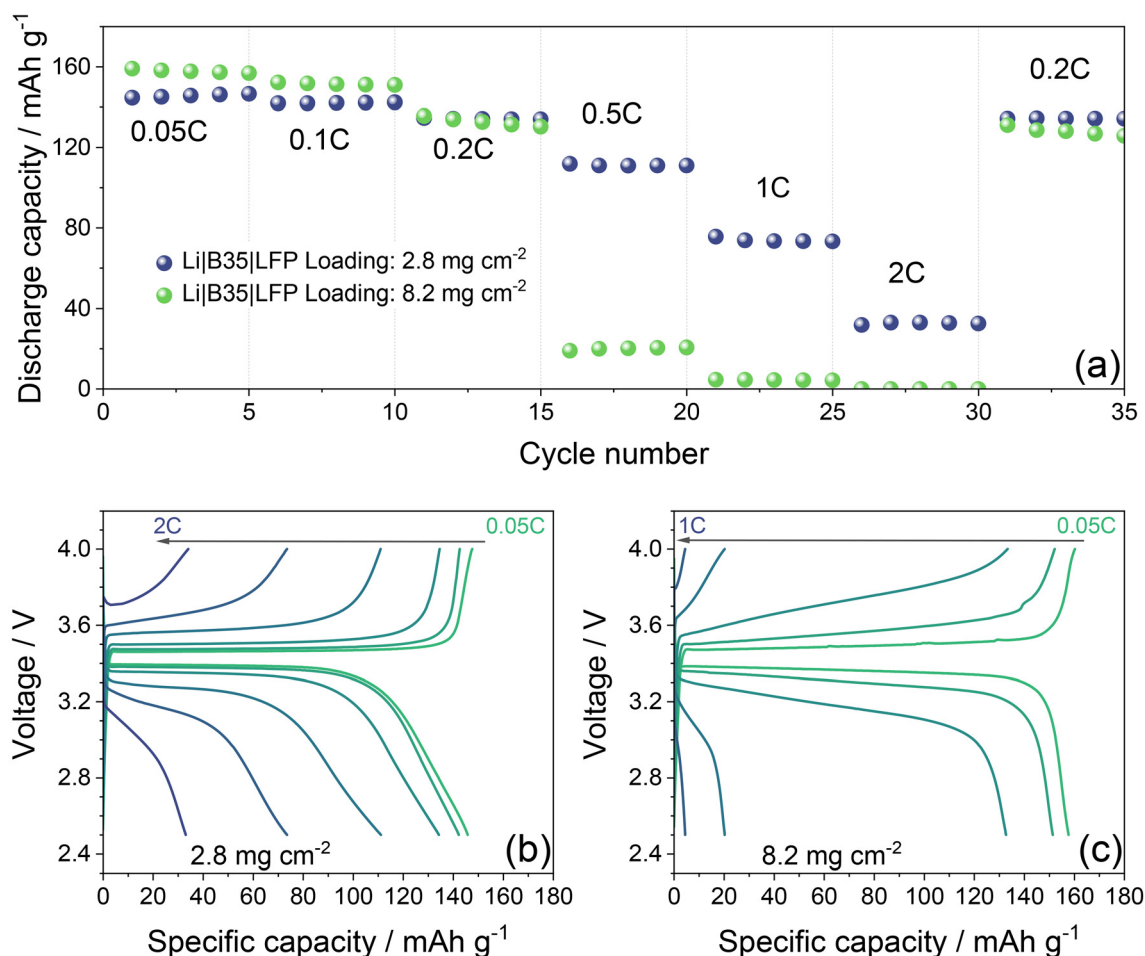 Discharge capacity / mAh g⁻¹
160
120
80
40
0
0.05C
0.1C
0.2C
0.5C
1C
2C
0.2C
Li|B35|LFP Loading: 2.8 mg cm⁻²
Li|B35|LFP Loading: 8.2 mg cm⁻²
(a)
0 5 10 15 20 25 30 35
Cycle number
Voltage / V
4.0
3.6
3.2
2.8
2.4
2C 0.05C
2.8 mg cm⁻²
(b)
0 20 40 60 80 100 120 140 160 180
Specific capacity / mAh g⁻¹
Voltage / V
4.0
3.6
3.2
2.8
2.4
1C 0.05C
8.2 mg cm⁻²
(c)
0 20 40 60 80 100 120 140 160 180
Specific capacity / mAh g⁻¹